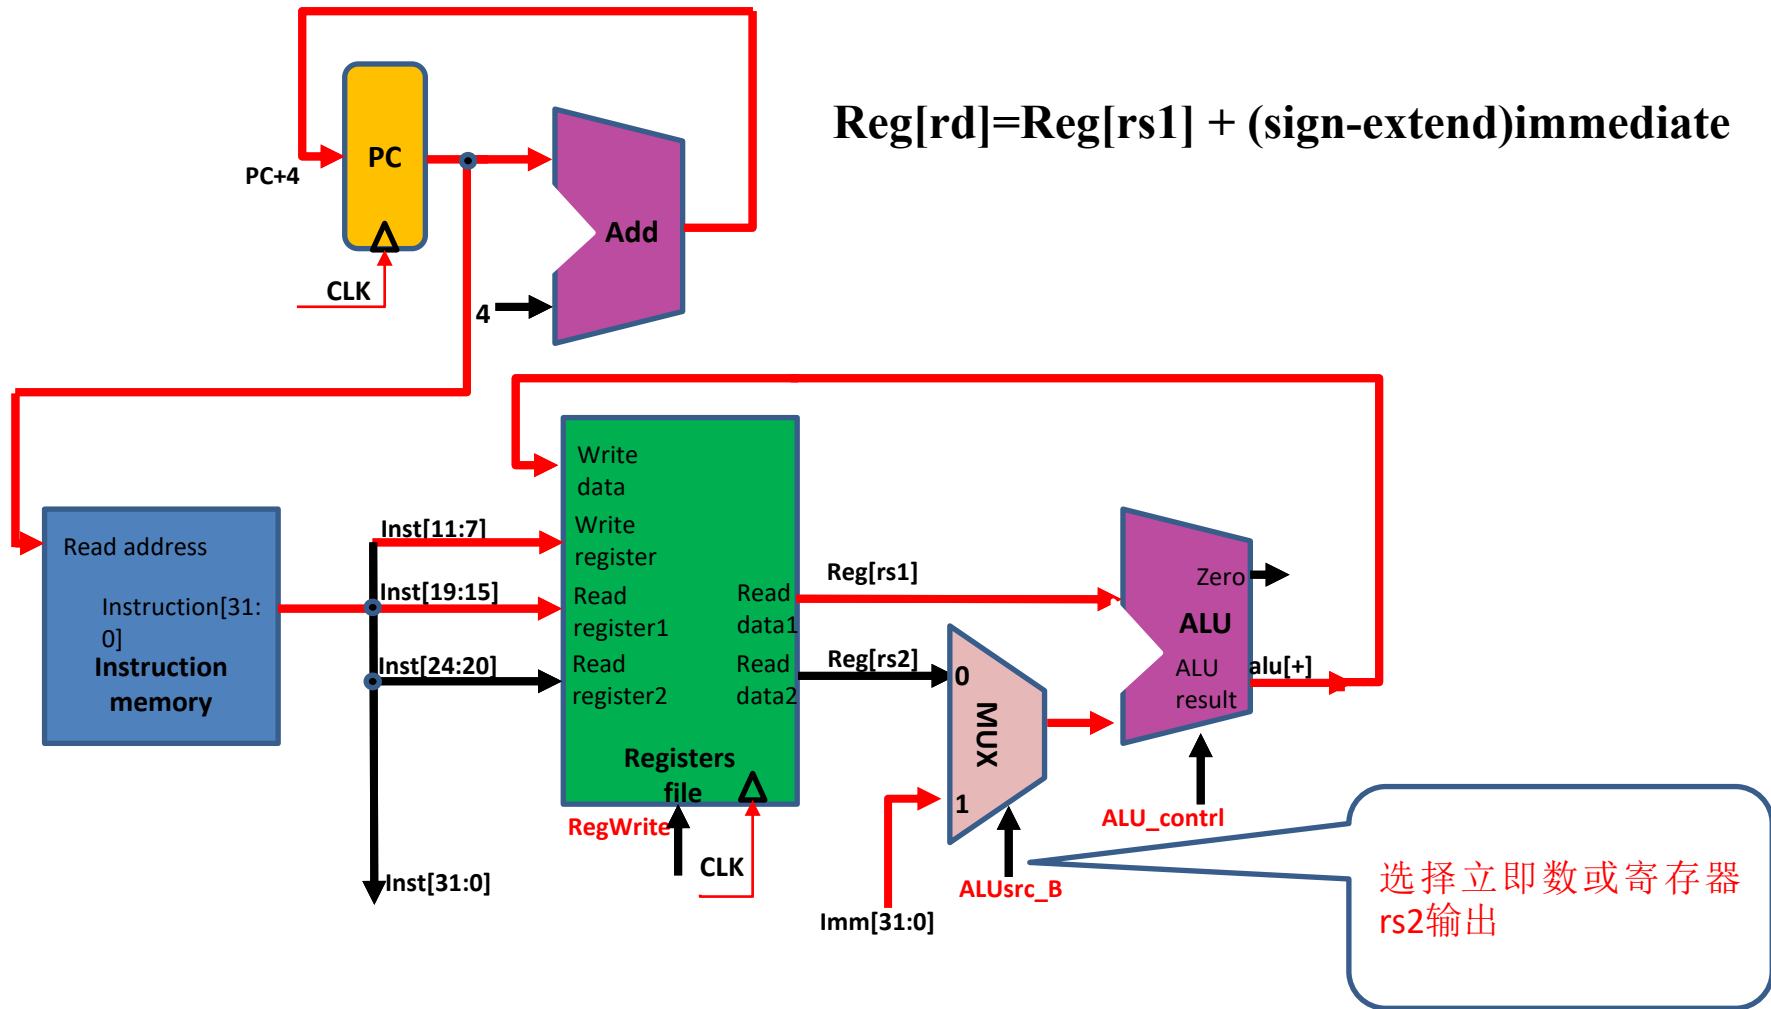 Reg[rd]=Reg[rs1] + (sign-extend)immediate
PC
PC+4
Add
CLK
4
Write
data
Inst[11:7]
Write
register
Read address
Inst[19:15]
Read
register1
Read
data1
Reg[rs1]
Zero
Instruction[31:
0]
ALU
Instruction
memory
Inst[24:20]
Read
register2
Read
data2
Reg[rs2]
0
ALU
result
alu[+]
MUX
Registers
file
1
RegWrite
ALU_contrl
CLK
Inst[31:0]
ALUsrc_B
Imm[31:0]
选择立即数或寄存器
rs2输出